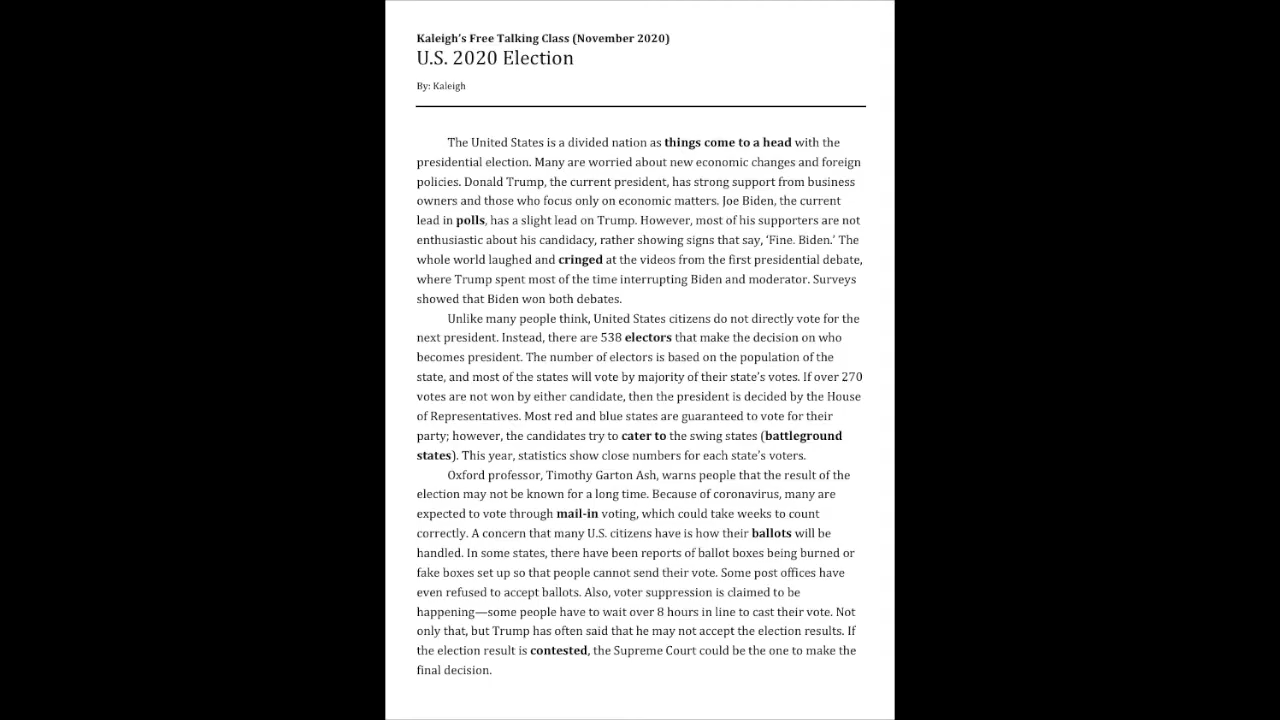 Kaleigh's Free Talking Class (November 2020)
U.S. 2020 Election
By: Kaleigh
The United States is a divided nation as things come to a head with the
presidential election. Many are worried about new economic changes and foreign
policies. Donald Trump, the current president, has strong support from business
owners and those who focus only on economic matters. Joe Biden, the current
lead in polls, has a slight lead on Trump. However, most of his supporters are not
enthusiastic about his candidacy, rather showing signs that say, ‘Fine. Biden.’ The
whole world laughed and cringed at the videos from the first presidential debate,
where Trump spent most of the time interrupting Biden and moderator. Surveys
showed that Biden won both debates.
Unlike many people think, United States citizens do not directly vote for the
next president. Instead, there are 538 electors that make the decision on who
becomes president. The number of electors is based on the population of the
state, and most of the states will vote by majority of their state's votes. If over 270
votes are not won by either candidate, then the president is decided by the House
of Representatives. Most red and blue states are guaranteed to vote for their
party; however, the candidates try to cater to the swing states (battleground
states). This year, statistics show close numbers for each state's voters.
Oxford professor, Timothy Garton Ash, warns people that the result of the
election may not be known for a long time. Because of coronavirus, many are
expected to vote through mail-in voting, which could take weeks to count
correctly. A concern that many U.S. citizens have is how their ballots will be
handled. In some states, there have been reports of ballot boxes being burned or
fake boxes set up so that people cannot send their vote. Some post offices have
even refused to accept ballots. Also, voter suppression is claimed to be
happening—some people have to wait over 8 hours in line to cast their vote. Not
only that, but Trump has often said that he may not accept the election results. If
the election result is contested, the Supreme Court could be the one to make the
final decision.